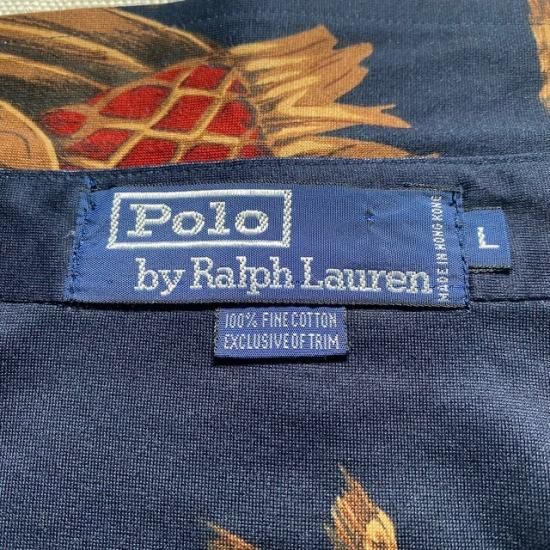 Polo
by Ralph Lauren
MADE IN HONG KONG
L
100% FINE COTTON
EXCLUSIVE OF TRIM